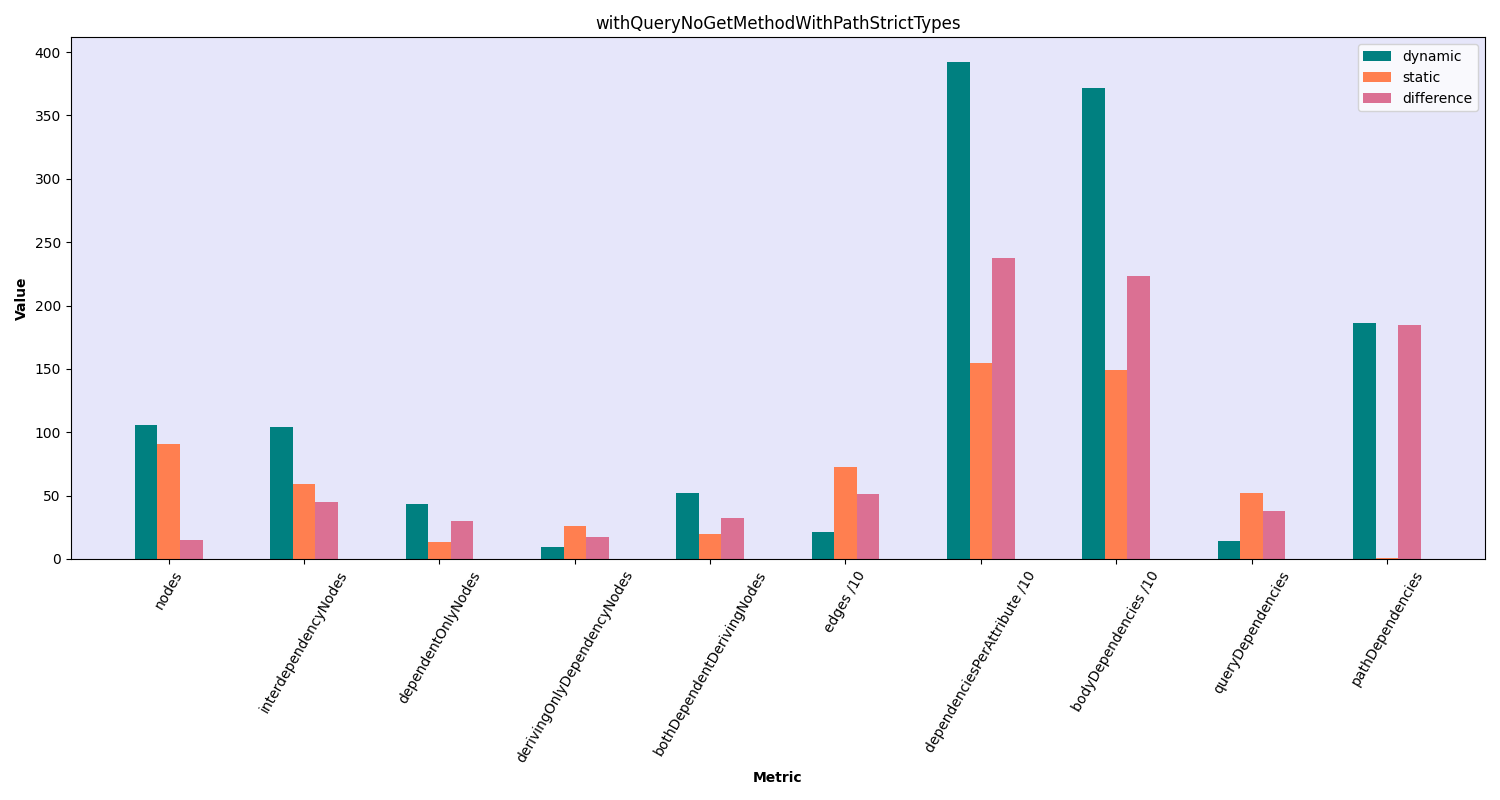 withQueryNoGetMethodWithPathStrictTypes
dynamic
static
difference
400
350
300
250
200
150
100
50
0
Value
nodes
interdependencyNodes
dependentOnlyNodes
derivingOnlyDependencyNodes
bothDependentDerivingNodes
edges /10
dependenciesPerAttribute /10
bodyDependencies /10
queryDependencies
pathDependencies
Metric